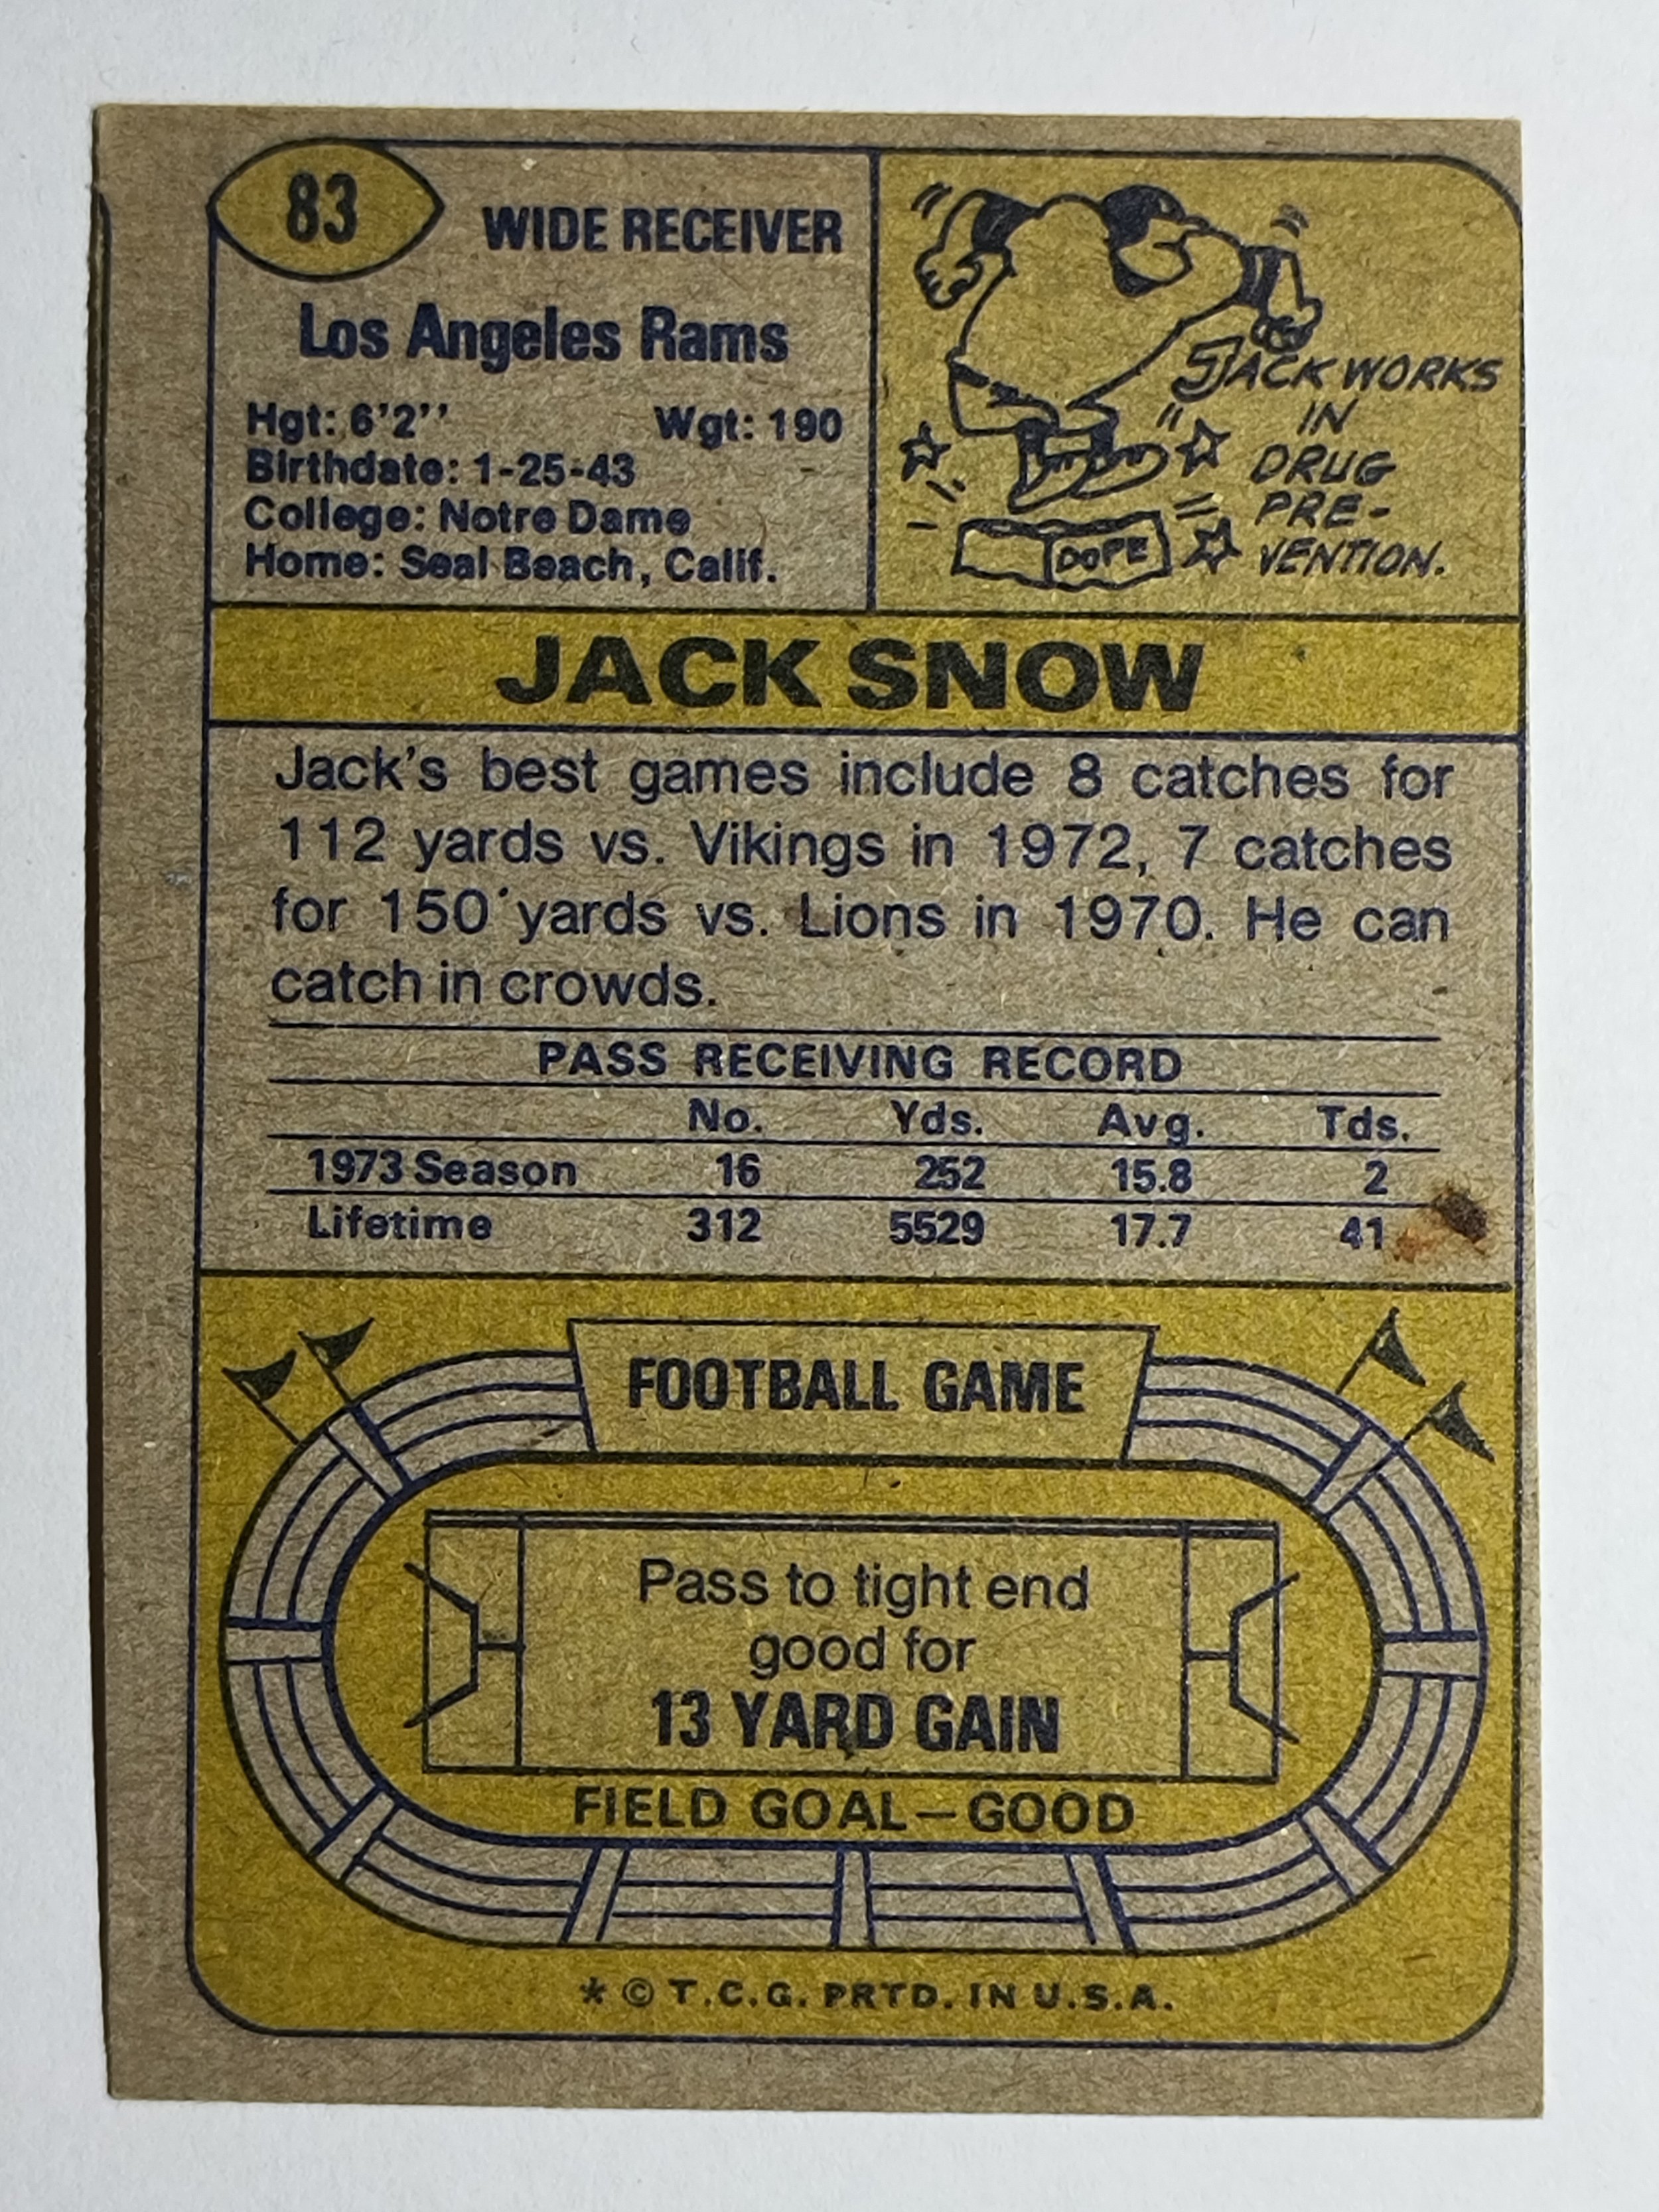 83
WIDE RECEIVER
Los Angeles Rams
Hgt: 6'2'' Wgt: 190
Birthdate: 1-25-43
College: Notre Dame
Home: Seal Beach, Calif.
JACK WORKS
IN
DRUG
PRE-
VENTION.
DOPE
JACK SNOW
Jack's best games include 8 catches for
112 yards vs. Vikings in 1972, 7 catches
for 150 yards vs. Lions in 1970. He can
catch in crowds.
PASS RECEIVING RECORD
No. Yds. Avg. Tds.
1973 Season 16 252 15.8 2
Lifetime 312 5529 17.7 41
FOOTBALL GAME
Pass to tight end
good for
13 YARD GAIN
FIELD GOAL—GOOD
* © T.C.G. PRTD. IN U.S.A.